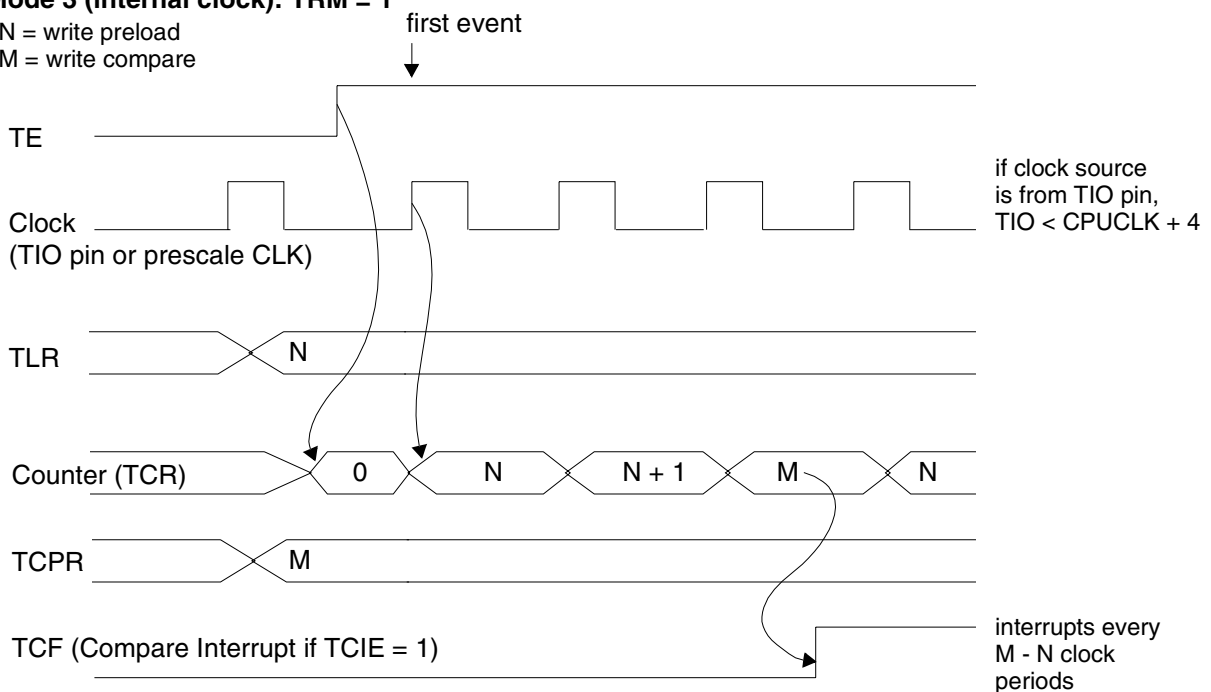 Mode 3 (internal clock): TRM = 1
N = write preload
M = write compare
first event
TE
if clock source
is from TIO pin,
TIO < CPUCLK + 4
Clock
(TIO pin or prescale CLK)
TLR
N
Counter (TCR)
0
N
N + 1
M
N
TCPR
M
TCF (Compare Interrupt if TCIE = 1)
interrupts every
M - N clock
periods